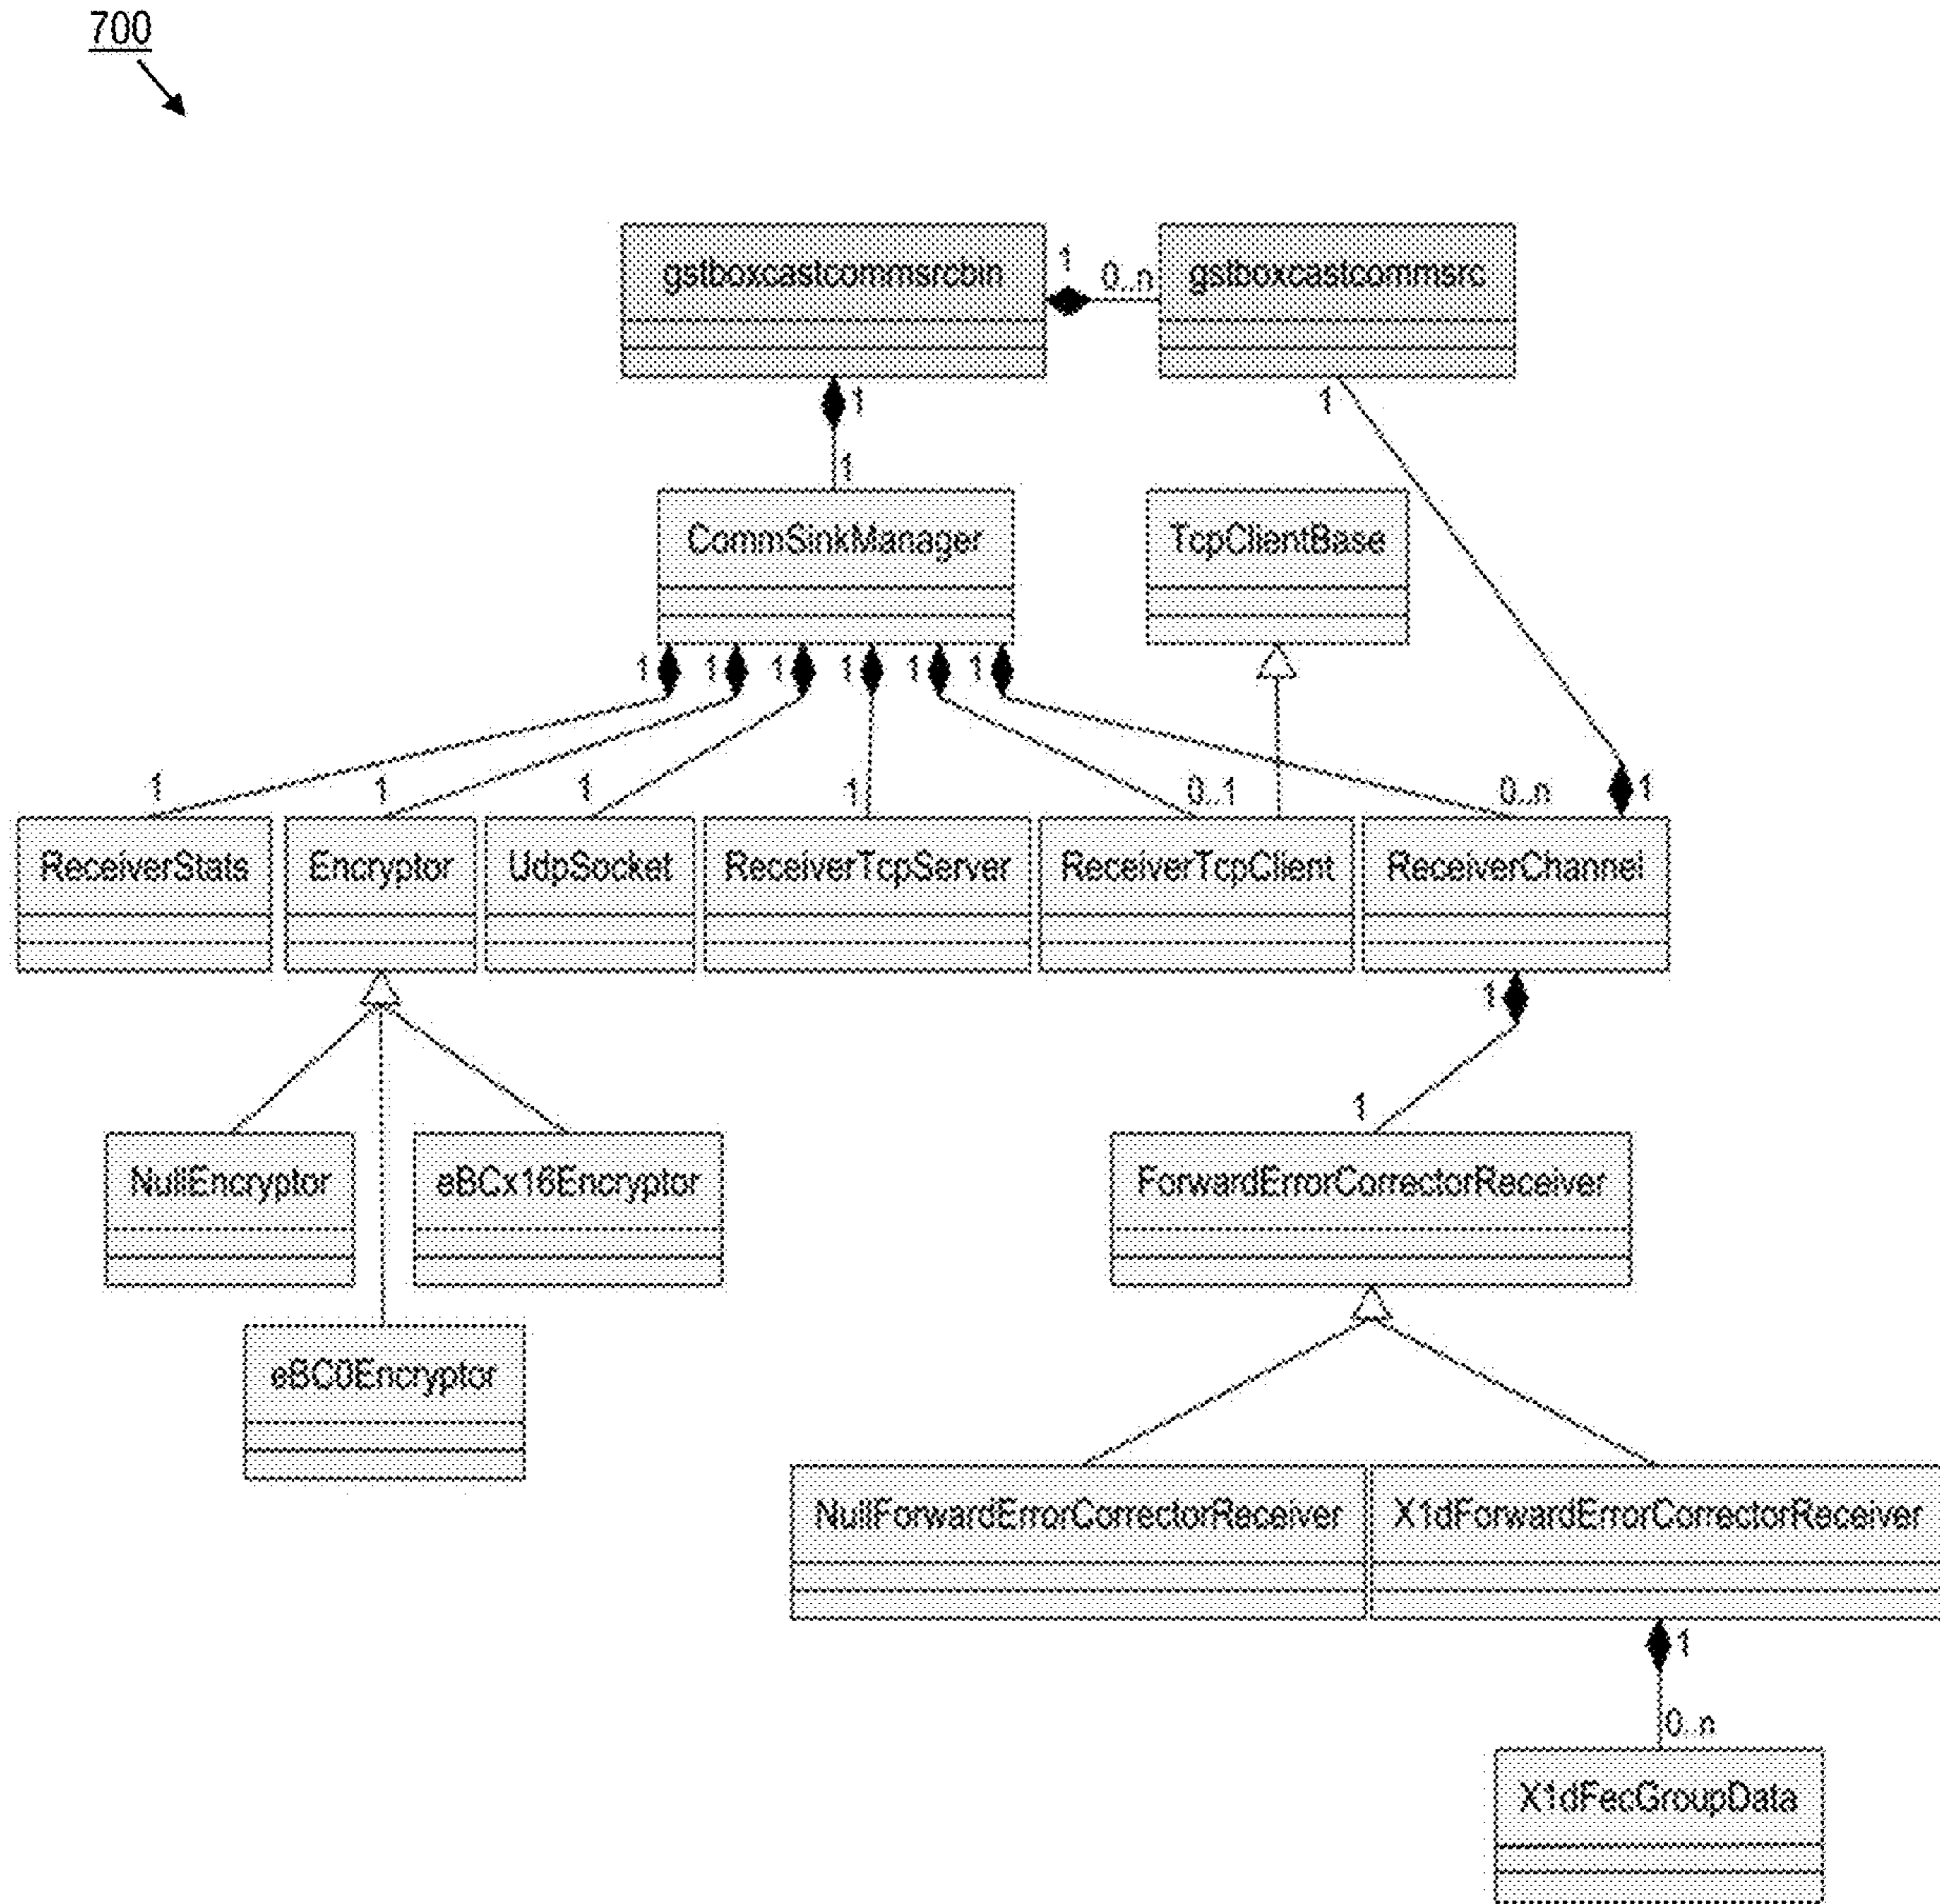 700
gstboxcastcommsrcbin
1
0..n
gstboxcastcommsrc
1
1
1
CommSinkManager
TcpClientBase
1
1
1
1
1
1
1
1
1
1
0..1
0..n
1
ReceiverStats
Encryptor
UdpSocket
ReceiverTcpServer
ReceiverTcpClient
ReceiverChannel
1
1
NullEncryptor
eBCx16Encryptor
ForwardErrorCorrectorReceiver
eBC0Encryptor
NullForwardErrorCorrectorReceiver
X1dForwardErrorCorrectorReceiver
1
0..n
X1dFecGroupData